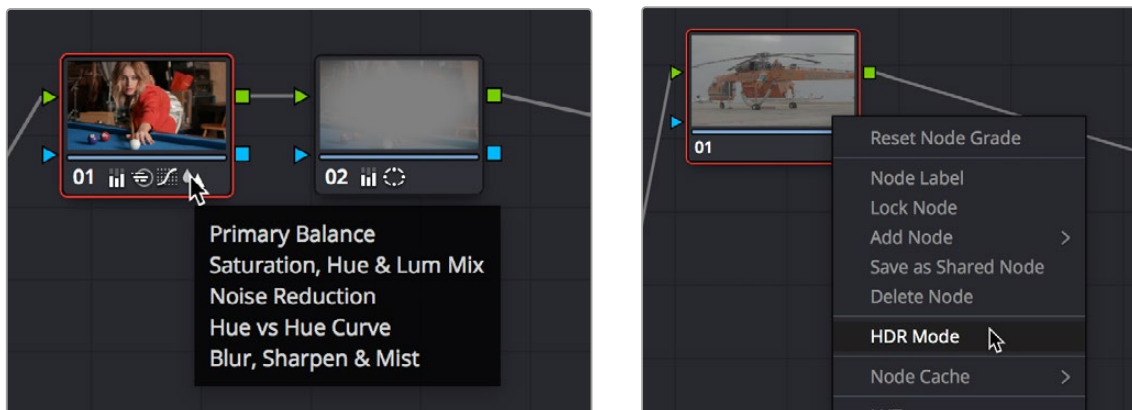 01
02
Primary Balance
Saturation, Hue & Lum Mix
Noise Reduction
Hue vs Hue Curve
Blur, Sharpen & Mist
01
Reset Node Grade
Node Label
Lock Node
Add Node
Save as Shared Node
Delete Node
HDR Mode
Node Cache